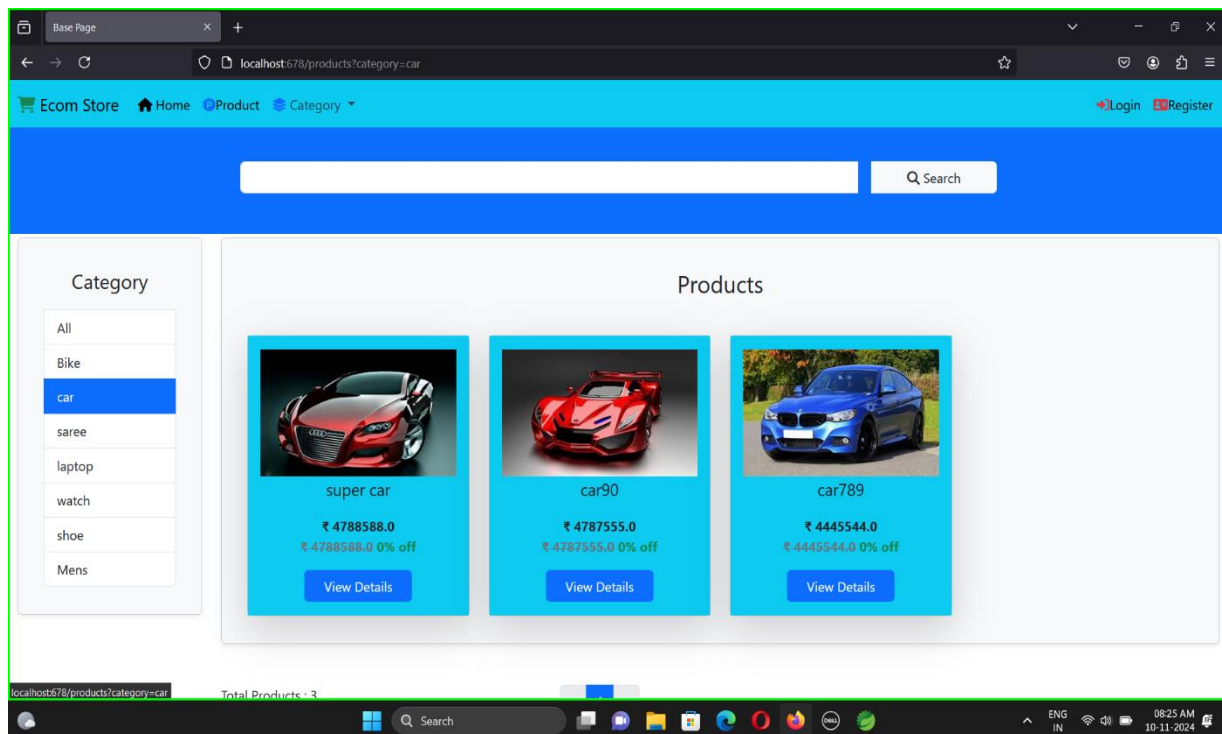 Base Page
localhost:678/products?category=car
Ecom Store Home Product Category Login Register
Search
Category
All
Bike
car
saree
laptop
watch
shoe
Mens
Products
super car
₹ 4788588.0
₹ 4788588.0 0% off
View Details
car90
₹ 4787555.0
₹ 4787555.0 0% off
View Details
car789
₹ 4445544.0
₹ 4445544.0 0% off
View Details
Total Products : 3
localhost:678/products?category=car
Search
ENG
IN
08:25 AM
10-11-2024